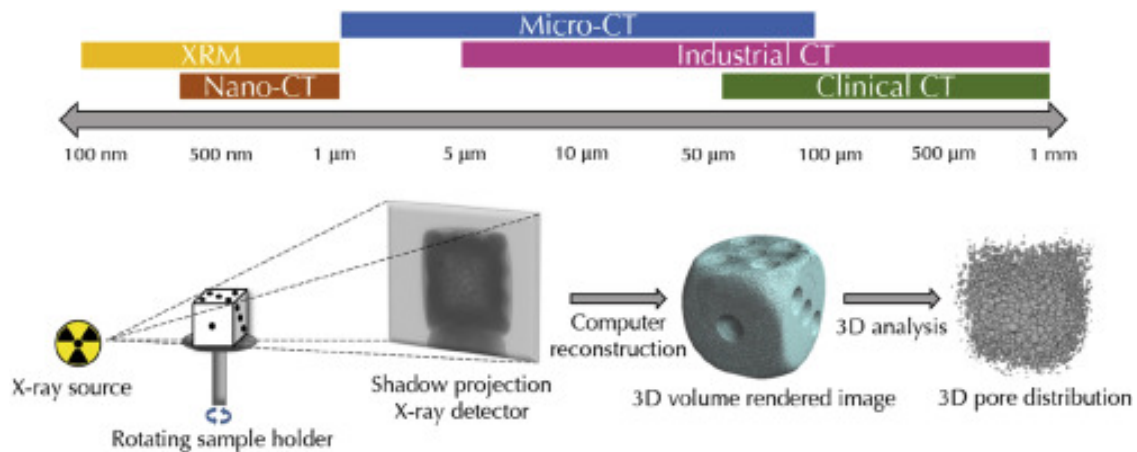 Micro-CT
XRM
Industrial CT
Nano-CT
Clinical CT
100 nm
500 nm
1 µm
5 µm
10 µm
50 µm
100 µm
500 µm
1 mm
X-ray source
Rotating sample holder
Shadow projection
X-ray detector
Computer
reconstruction
3D volume rendered image
3D analysis
3D pore distribution